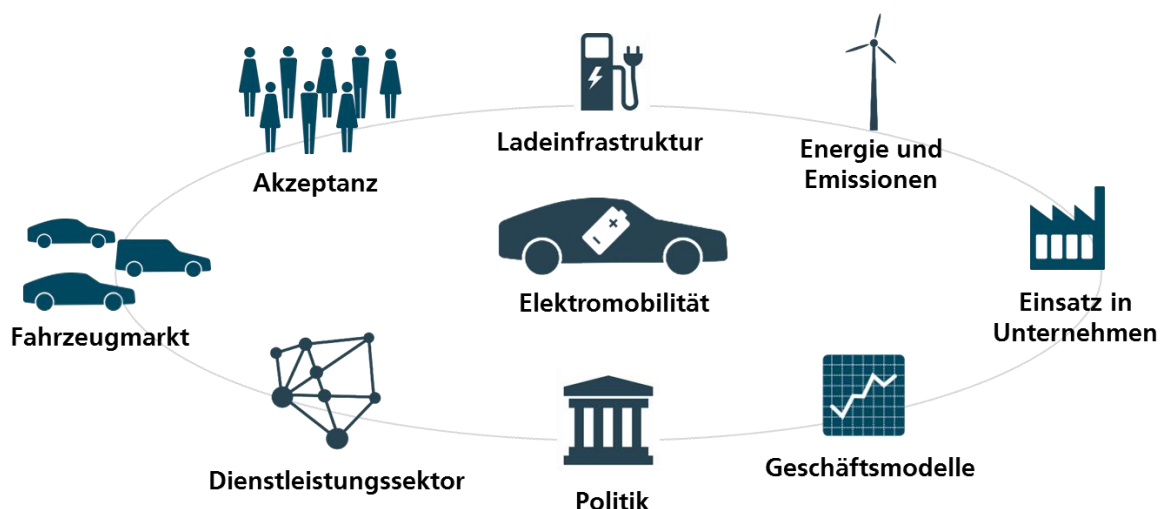 Ladeinfrastruktur
Energie und
Emissionen
Akzeptanz
Elektromobilität
Einsatz in
Unternehmen
Fahrzeugmarkt
Dienstleistungssektor
Politik
Geschäftsmodelle